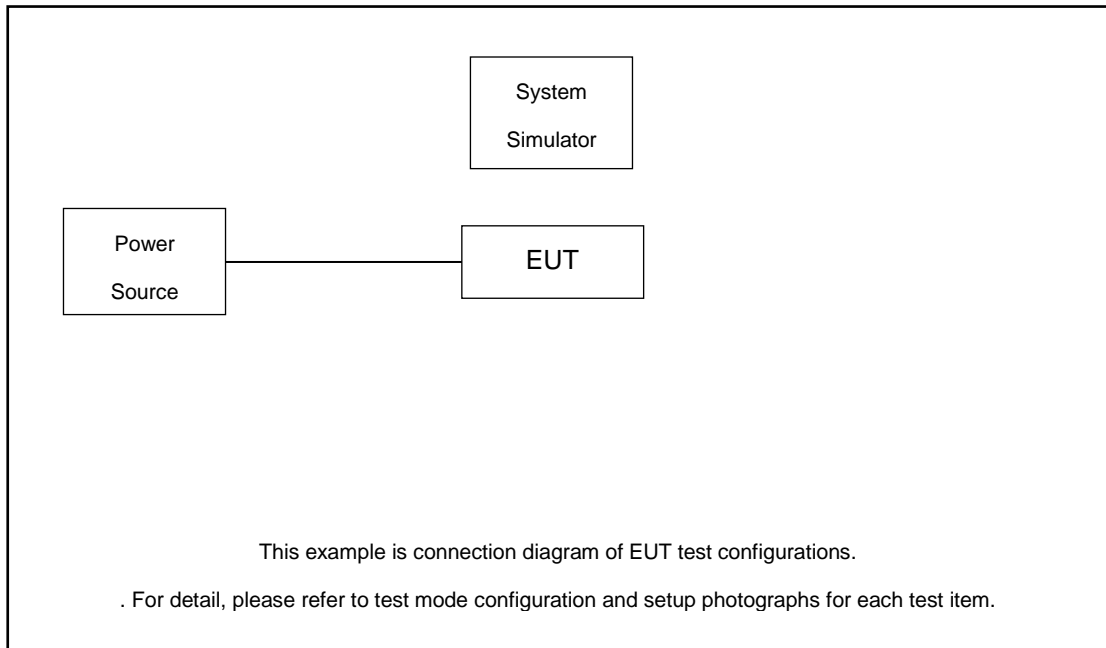 System
Simulator
Power
Source
EUT
This example is connection diagram of EUT test configurations.
. For detail, please refer to test mode configuration and setup photographs for each test item.